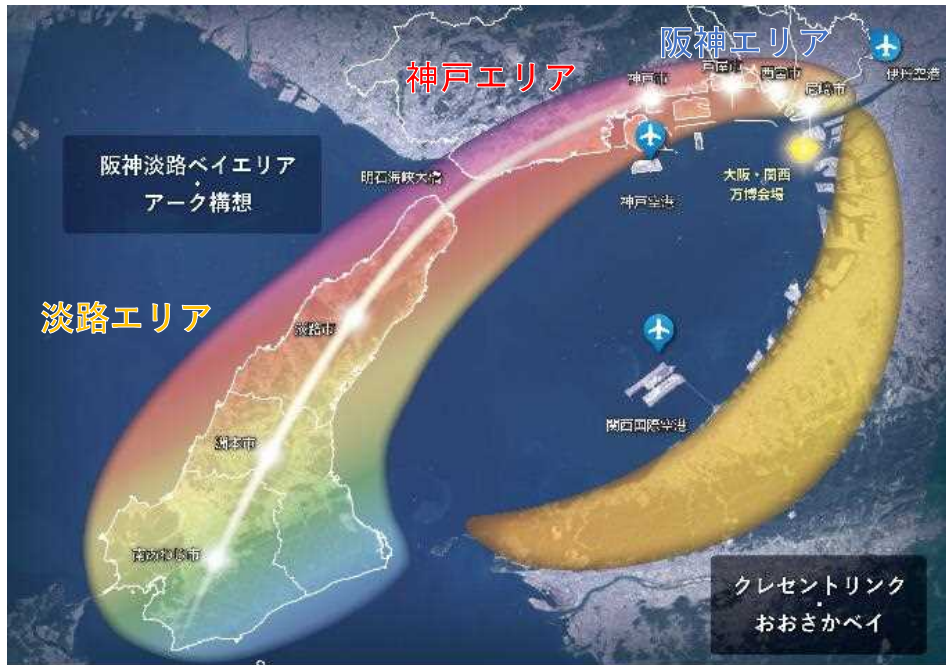 阪神エリア
神戸エリア
神戸市
芦屋市
西宮市
尼崎市
伊丹空港
阪神淡路ベイエリア
・
アーク構想
明石海峡大橋
神戸空港
大阪・関西
万博会場
淡路エリア
淡路市
洲本市
関西国際空港
南あわじ市
クレセントリンク
・
おおさかベイ